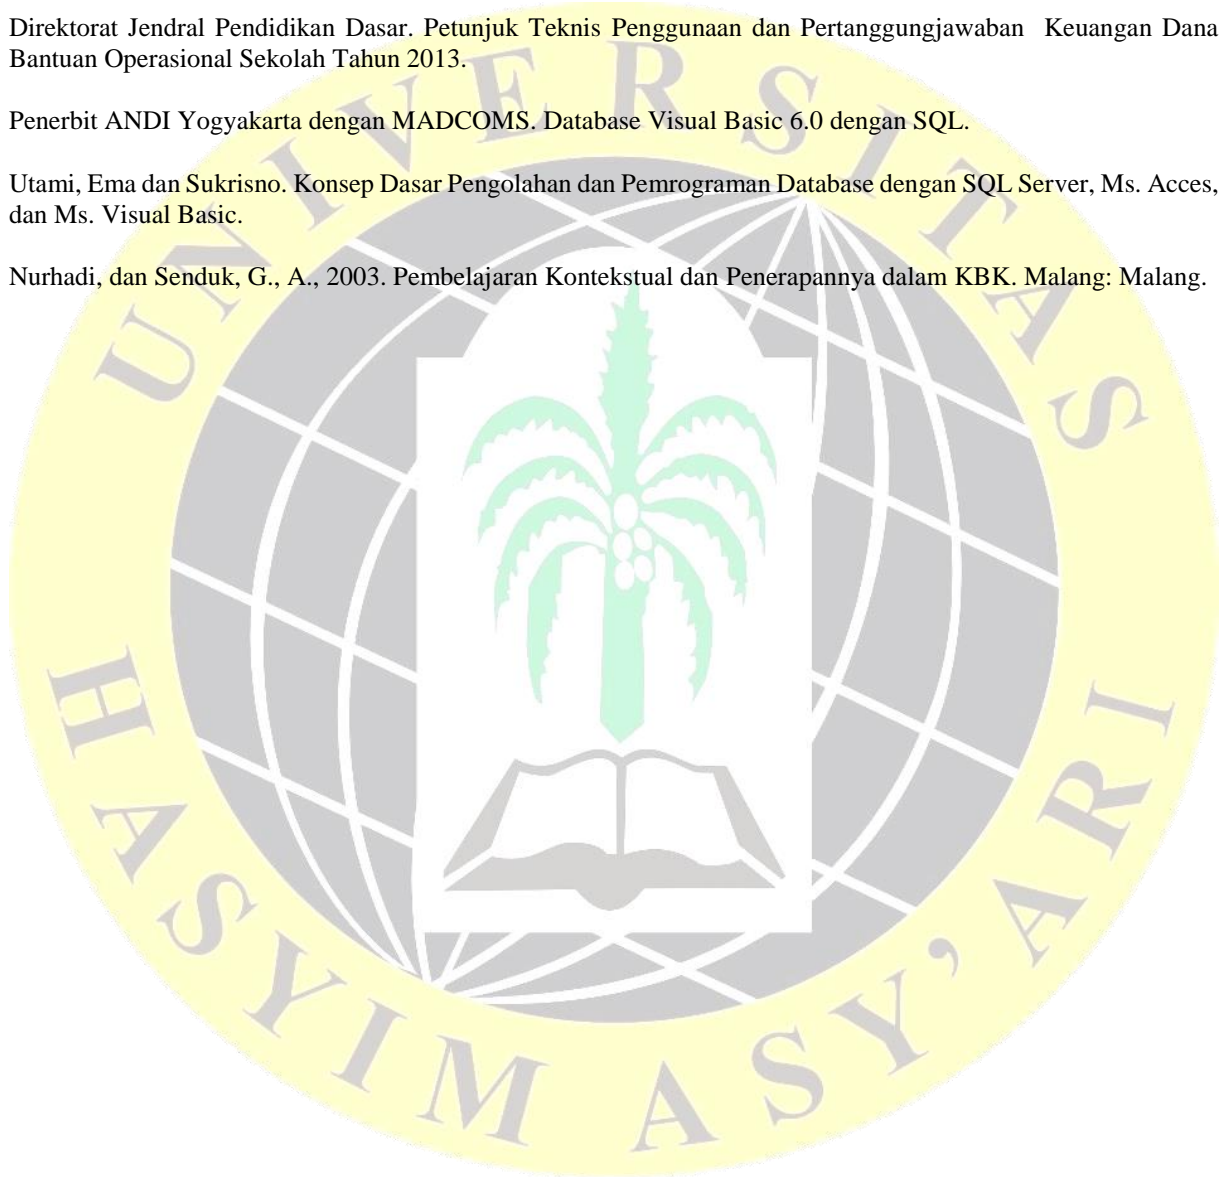 Direktorat Jendral Pendidikan Dasar. Petunjuk Teknis Penggunaan dan Pertanggungjawaban Keuangan Dana
Bantuan Operasional Sekolah Tahun 2013.
Penerbit ANDI Yogyakarta dengan MADCOMS. Database Visual Basic 6.0 dengan SQL.
Utami, Ema dan Sukrisno. Konsep Dasar Pengolahan dan Pemrograman Database dengan SQL Server, Ms. Acces,
dan Ms. Visual Basic.
Nurhadi, dan Senduk, G., A., 2003. Pembelajaran Kontekstual dan Penerapannya dalam KBK. Malang: Malang.
UNIVERSITAS
HASYIM ASY'ARI